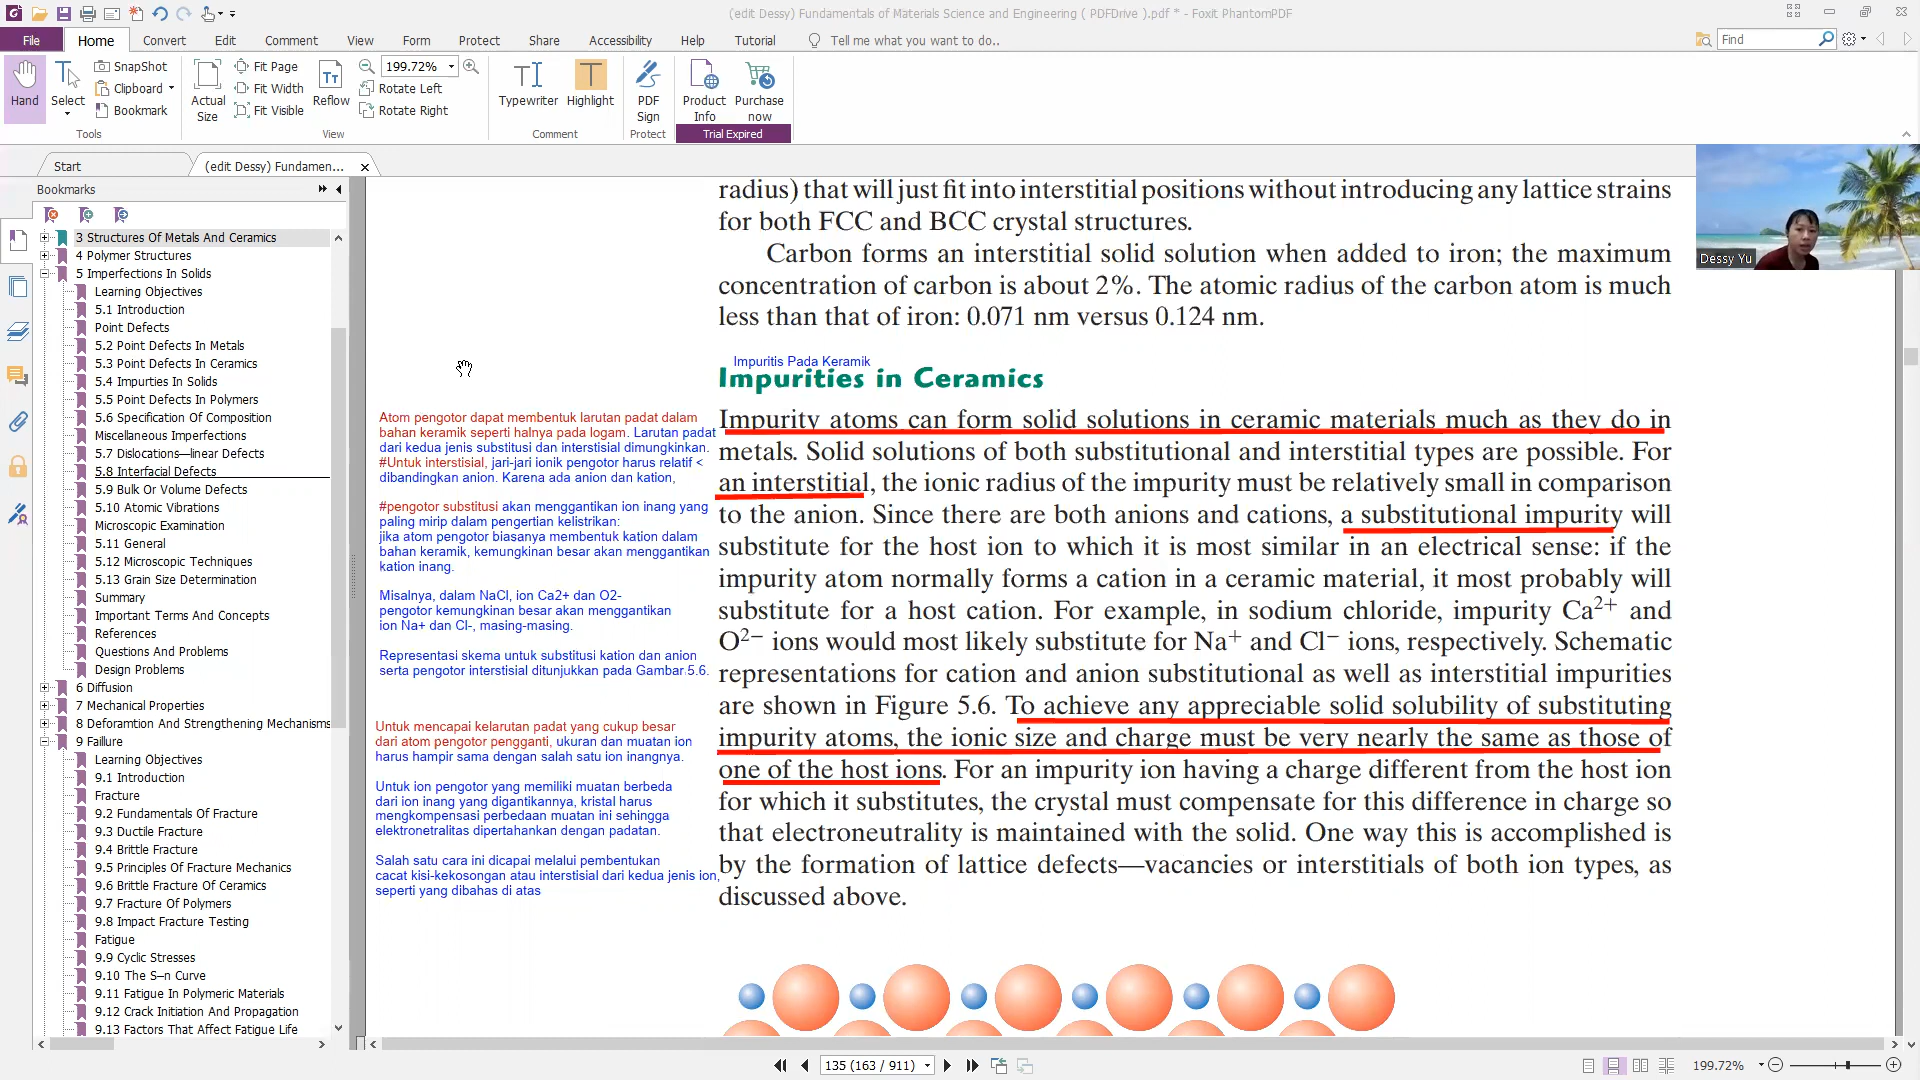 (edit Dessy) Fundamentals of Materials Science and Engineering ( PDFDrive ).pdf * - Foxit PhantomPDF
File
Home
Convert
Edit
Comment
View
Form
Protect
Share
Accessibility
Help
Tutorial
Tell me what you want to do..
Find
Hand
Select
SnapShot
Clipboard
Bookmark
Tools
Actual Size
Fit Page
Fit Width
Fit Visible
Reflow
199.72%
Rotate Left
Rotate Right
View
Typewriter
Highlight
Comment
PDF Sign
Protect
Product Info
Purchase now
Trial Expired
Start
(edit Dessy) Fundamen...
Bookmarks
3 Structures Of Metals And Ceramics
4 Polymer Structures
5 Imperfections In Solids
Learning Objectives
5.1 Introduction
Point Defects
5.2 Point Defects In Metals
5.3 Point Defects In Ceramics
5.4 Impurties In Solids
5.5 Point Defects In Polymers
5.6 Specification Of Composition
Miscellaneous Imperfections
5.7 Dislocations—linear Defects
5.8 Interfacial Defects
5.9 Bulk Or Volume Defects
5.10 Atomic Vibrations
Microscopic Examination
5.11 General
5.12 Microscopic Techniques
5.13 Grain Size Determination
Summary
Important Terms And Concepts
References
Questions And Problems
Design Problems
6 Diffusion
7 Mechanical Properties
8 Deforamtion And Strengthening Mechanisms
9 Faillure
Learning Objectives
9.1 Introduction
Fracture
9.2 Fundamentals Of Fracture
9.3 Ductile Fracture
9.4 Brittle Fracture
9.5 Principles Of Fracture Mechanics
9.6 Brittle Fracture Of Ceramics
9.7 Fracture Of Polymers
9.8 Impact Fracture Testing
Fatigue
9.9 Cyclic Stresses
9.10 The S—n Curve
9.11 Fatigue In Polymeric Materials
9.12 Crack Initiation And Propagation
9.13 Factors That Affect Fatigue Life
Atom pengotor dapat membentuk larutan padat dalam
bahan keramik seperti halnya pada logam. Larutan padat
dari kedua jenis substitusi dan interstisial dimungkinkan.
#Untuk interstisial, jari-jari ionik pengotor harus relatif <
dibandingkan anion. Karena ada anion dan kation,
#pengotor substitusi akan menggantikan ion inang yang
paling mirip dalam pengertian kelistrikan:
jika atom pengotor biasanya membentuk kation dalam
bahan keramik, kemungkinan besar akan menggantikan
kation inang.
Misalnya, dalam NaCl, ion Ca2+ dan O2-
pengotor kemungkinan besar akan menggantikan
ion Na+ dan Cl-, masing-masing.
Representasi skema untuk substitusi kation dan anion
serta pengotor interstisial ditunjukkan pada Gambar 5.6.
Untuk mencapai kelarutan padat yang cukup besar
dari atom pengotor pengganti, ukuran dan muatan ion
harus hampir sama dengan salah satu ion inangnya.
Untuk ion pengotor yang memiliki muatan berbeda
dari ion inang yang digantikannya, kristal harus
mengkompensasi perbedaan muatan ini sehingga
elektronetralitas dipertahankan dengan padatan.
Salah satu cara ini dicapai melalui pembentukan
cacat kisi-kekosongan atau interstisial dari kedua jenis ion,
seperti yang dibahas di atas
radius) that will just fit into interstitial positions without introducing any lattice strains
for both FCC and BCC crystal structures.
Carbon forms an interstitial solid solution when added to iron; the maximum
concentration of carbon is about 2%. The atomic radius of the carbon atom is much
less than that of iron: 0.071 nm versus 0.124 nm.
Impuritis Pada Keramik
Impurities in Ceramics
Impurity atoms can form solid solutions in ceramic materials much as they do in
metals. Solid solutions of both substitutional and interstitial types are possible. For
an interstitial, the ionic radius of the impurity must be relatively small in comparison
to the anion. Since there are both anions and cations, a substitutional impurity will
substitute for the host ion to which it is most similar in an electrical sense: if the
impurity atom normally forms a cation in a ceramic material, it most probably will
substitute for a host cation. For example, in sodium chloride, impurity Ca²⁺ and
O²⁻ ions would most likely substitute for Na⁺ and Cl⁻ ions, respectively. Schematic
representations for cation and anion substitutional as well as interstitial impurities
are shown in Figure 5.6. To achieve any appreciable solid solubility of substituting
impurity atoms, the ionic size and charge must be very nearly the same as those of
one of the host ions. For an impurity ion having a charge different from the host ion
for which it substitutes, the crystal must compensate for this difference in charge so
that electroneutrality is maintained with the solid. One way this is accomplished is
by the formation of lattice defects—vacancies or interstitials of both ion types, as
discussed above.
Dessy Yu
135 (163 / 911)
199.72%